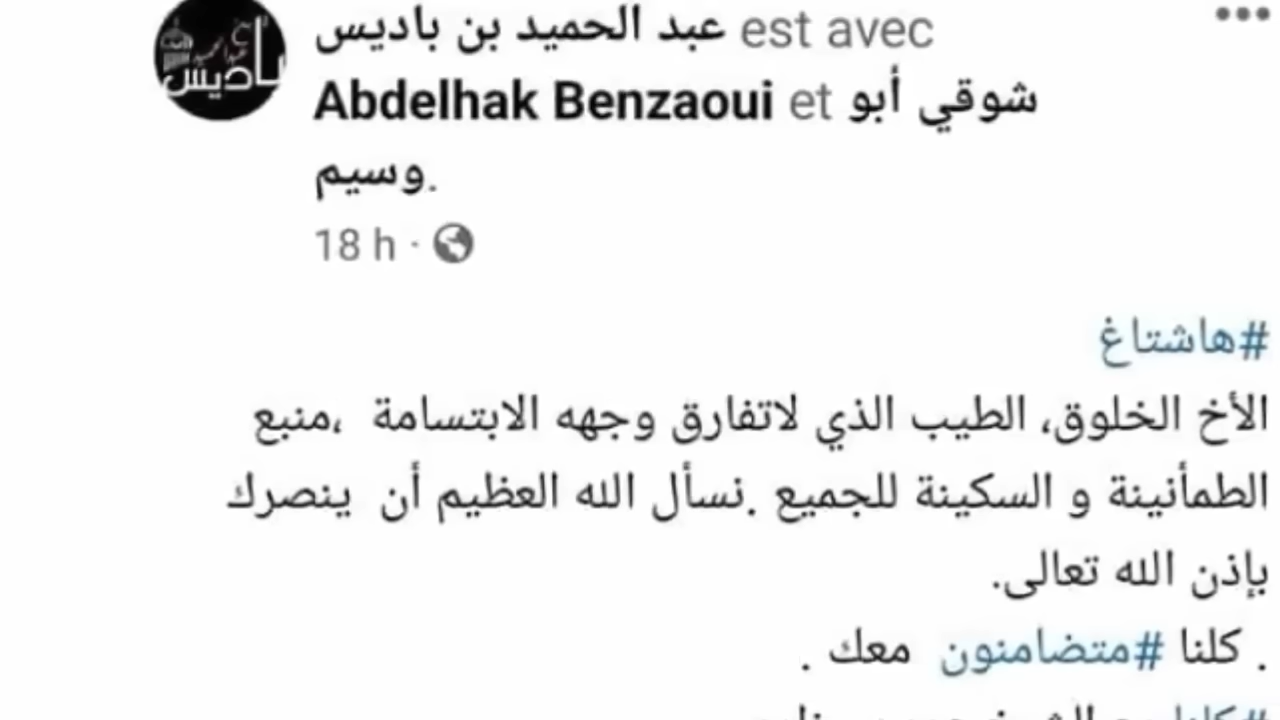 عبد الحميد بن باديس est avec
Abdelhak Benzaoui et شوقي أبو
وسيم.
18 h ·
#هاشتاغ
الأخ الخلوق، الطيب الذي لاتفارق وجهه الابتسامة ،منبع
الطمأنينة و السكينة للجميع .نسأل الله العظيم أن ينصرك
بإذن الله تعالى.
. كلنا #متضامنون معك .